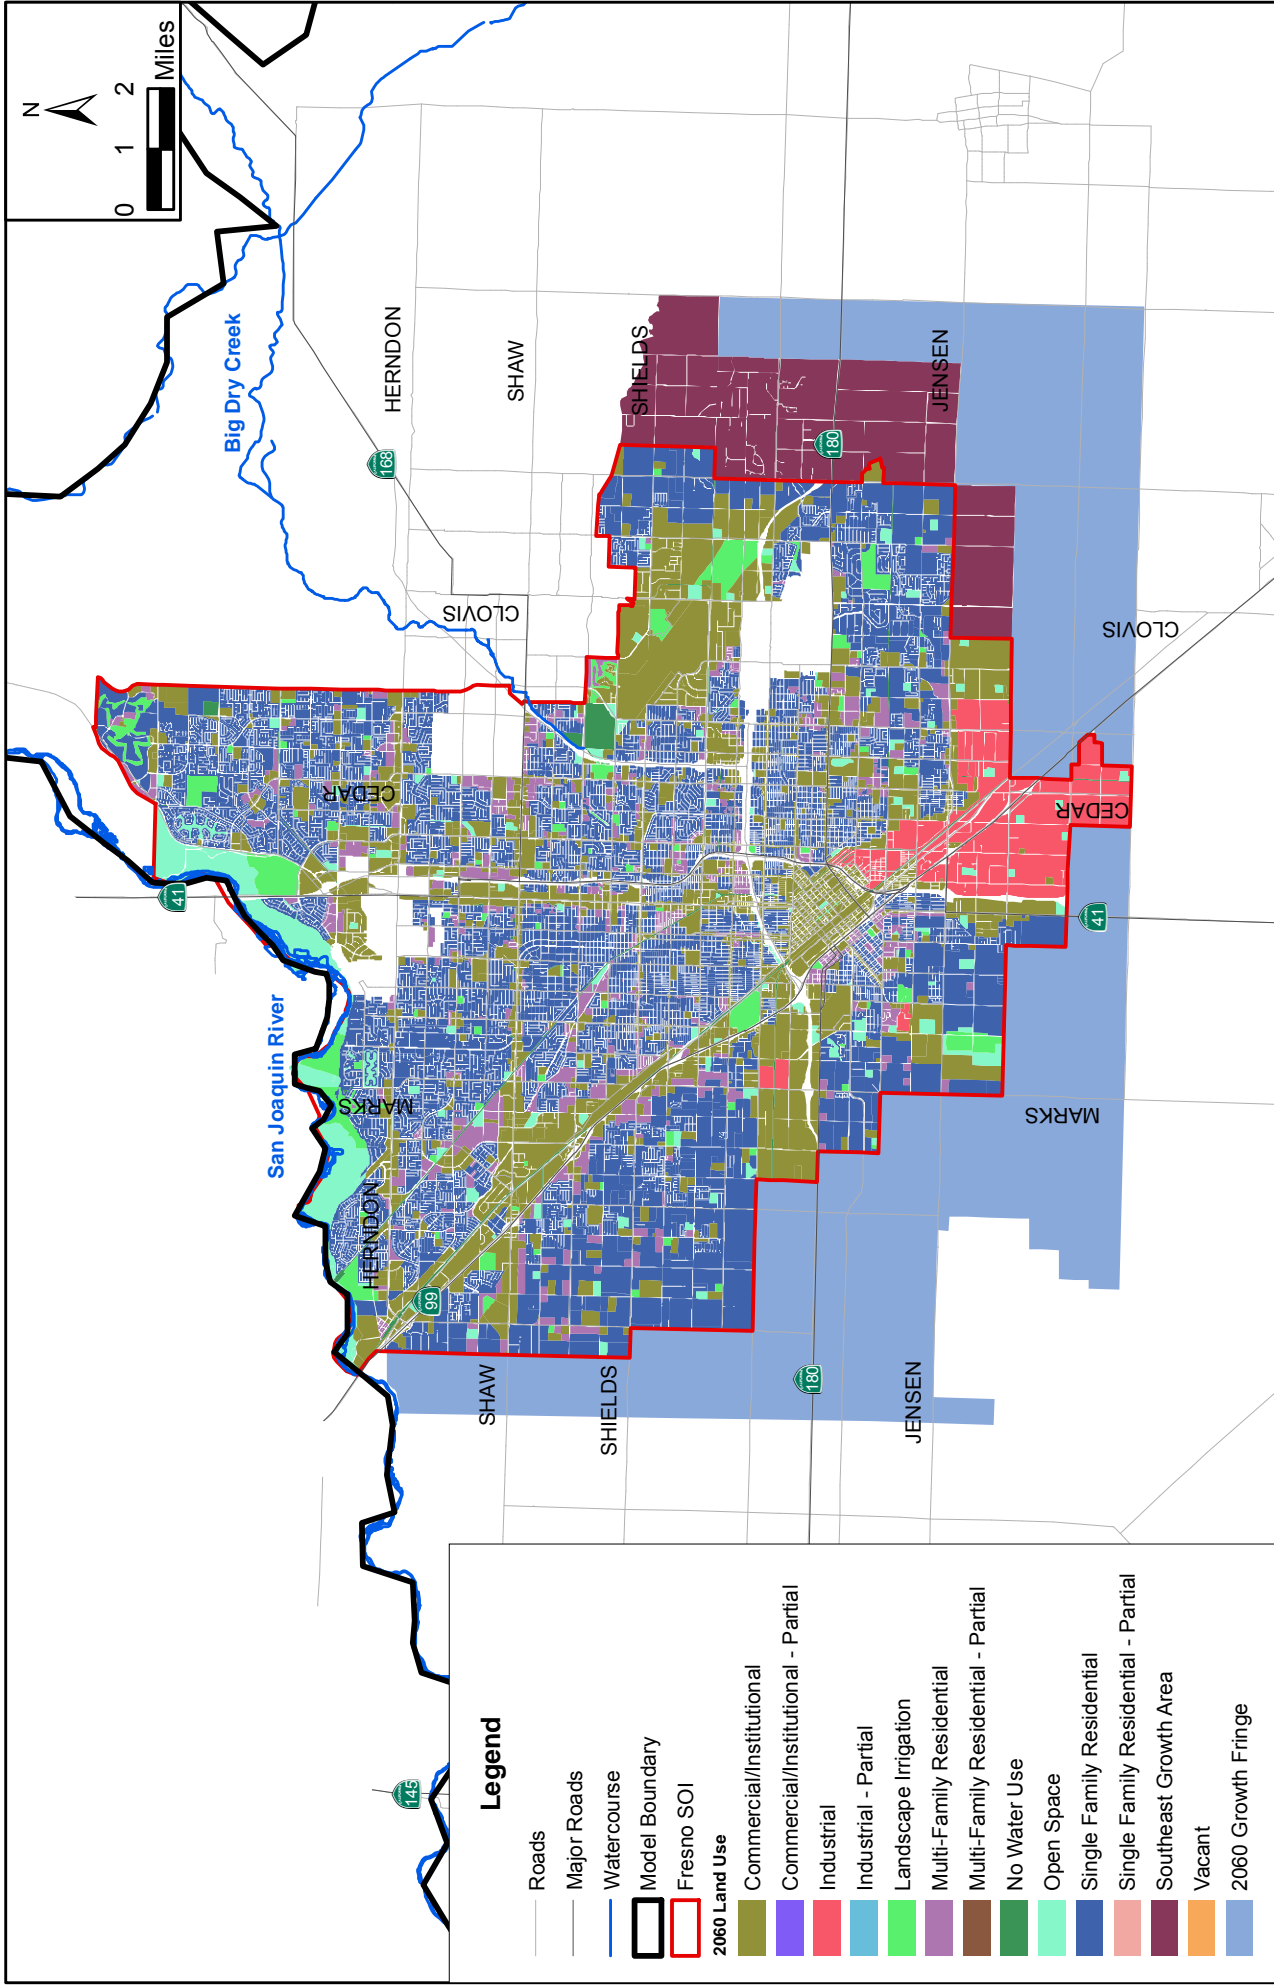 N
0 1 2
Miles
Big Dry Creek
San Joaquin River
HERNDON
SHAW
SHIELDS
JENSEN
CLOVIS
CLOVIS
CEDAR
CEDAR
MARKS
MARKS
HERNDON
SHAW
SHIELDS
JENSEN
168
180
41
41
99
180
145
Legend
Roads
Major Roads
Watercourse
Model Boundary
Fresno SOI
2060 Land Use
Commercial/Institutional
Commercial/Institutional - Partial
Industrial
Industrial - Partial
Landscape Irrigation
Multi-Family Residential
Multi-Family Residential - Partial
No Water Use
Open Space
Single Family Residential
Single Family Residential - Partial
Southeast Growth Area
Vacant
2060 Growth Fringe